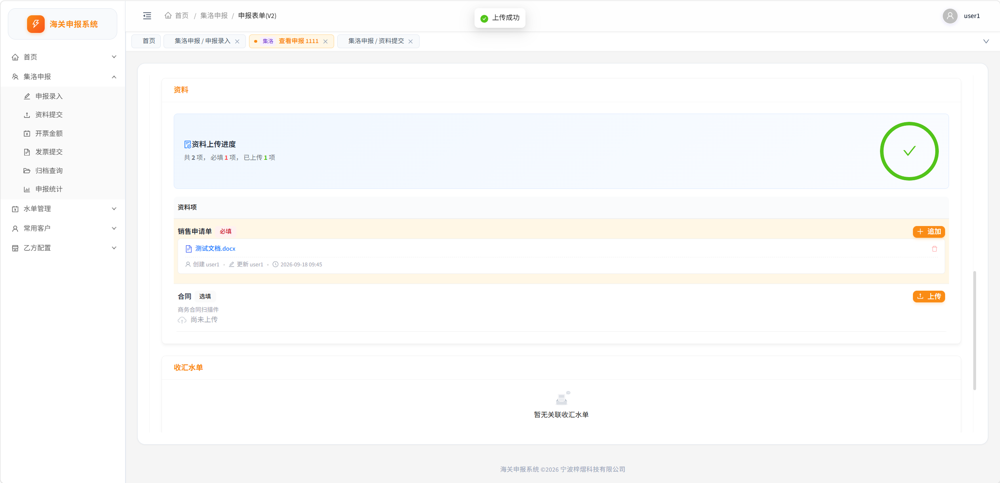 海关申报系统
首页
集洛申报
申报录入
资料提交
开票金额
发票提交
归档查询
申报统计
水单管理
常用客户
乙方配置
首页 / 集洛申报 / 申报表单(V2)
上传成功
user1
首页
集洛申报 / 申报录入
集洛 查看申报 1111
集洛申报 / 资料提交
资料
资料上传进度
共 2 项， 必填 1 项， 已上传 1 项
资料项
销售申请单 必填
追加
测试文档.docx
创建 user1 • 更新 user1 • 2026-09-18 09:45
合同 选填
上传
商务合同扫描件
尚未上传
收汇水单
暂无关联收汇水单
海关申报系统 ©2026 宁波梓熠科技有限公司